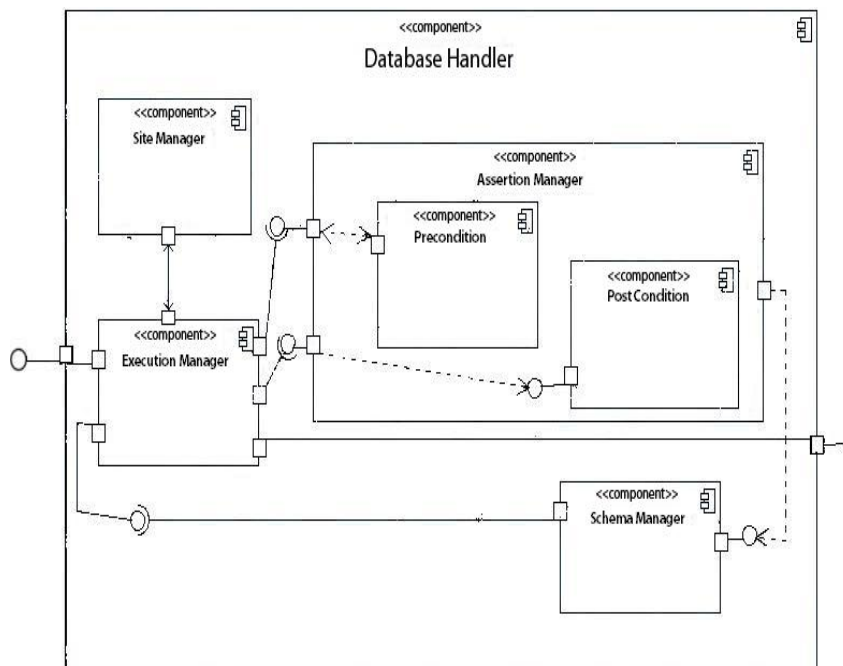 <<component>>
Database Handler
<<component>>
Site Manager
<<component>>
Assertion Manager
<<component>>
Precondition
<<component>>
Post Condition
<<component>>
Execution Manager
<<component>>
Schema Manager